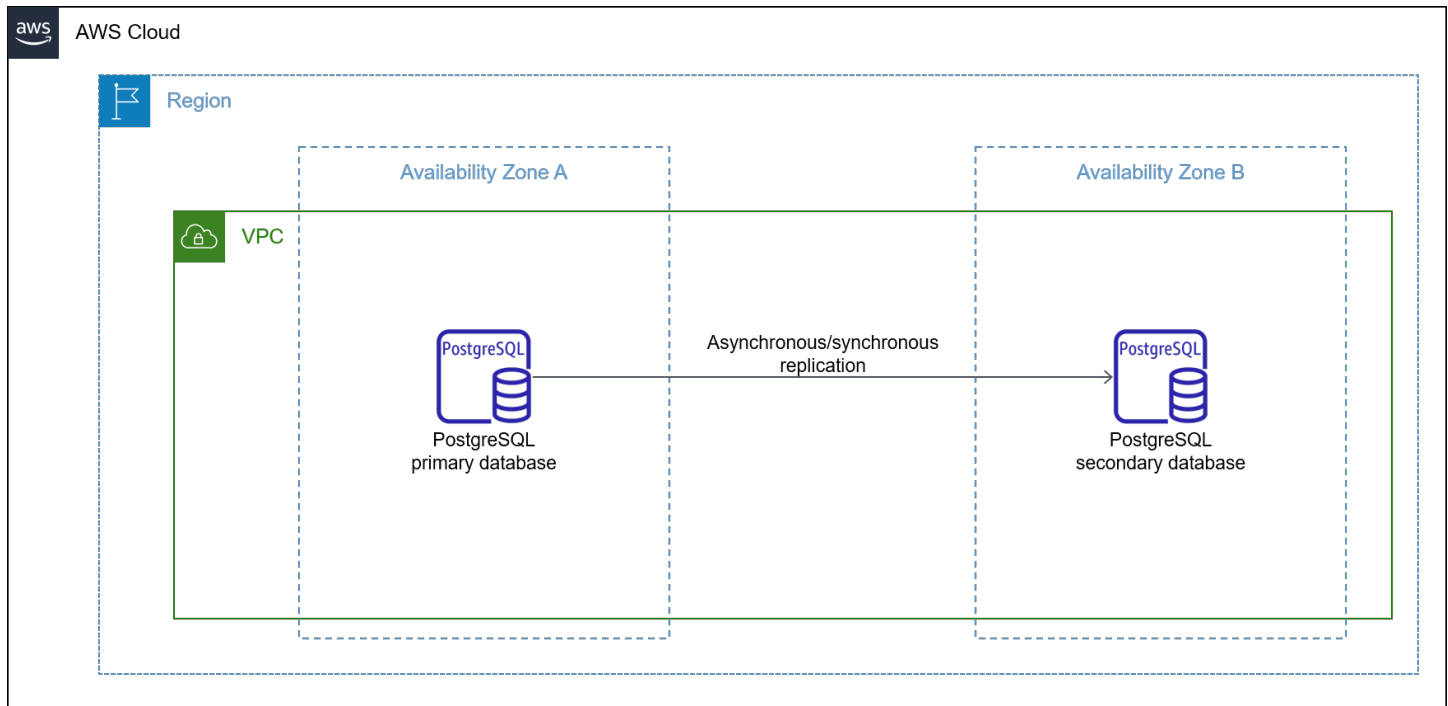 aws
AWS Cloud
Region
Availability Zone A
Availability Zone B
VPC
PostgreSQL
PostgreSQL
primary database
Asynchronous/synchronous
replication
PostgreSQL
PostgreSQL
secondary database